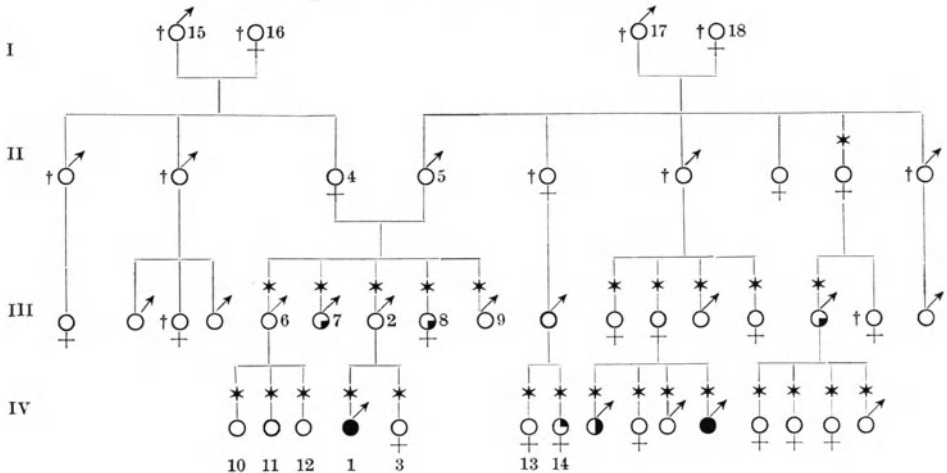 †15 †16 †17 †18
I
II
† † 4 5 † † †
III
† 6 7 2 8 9 †
IV
10 11 12 1 3 13 14